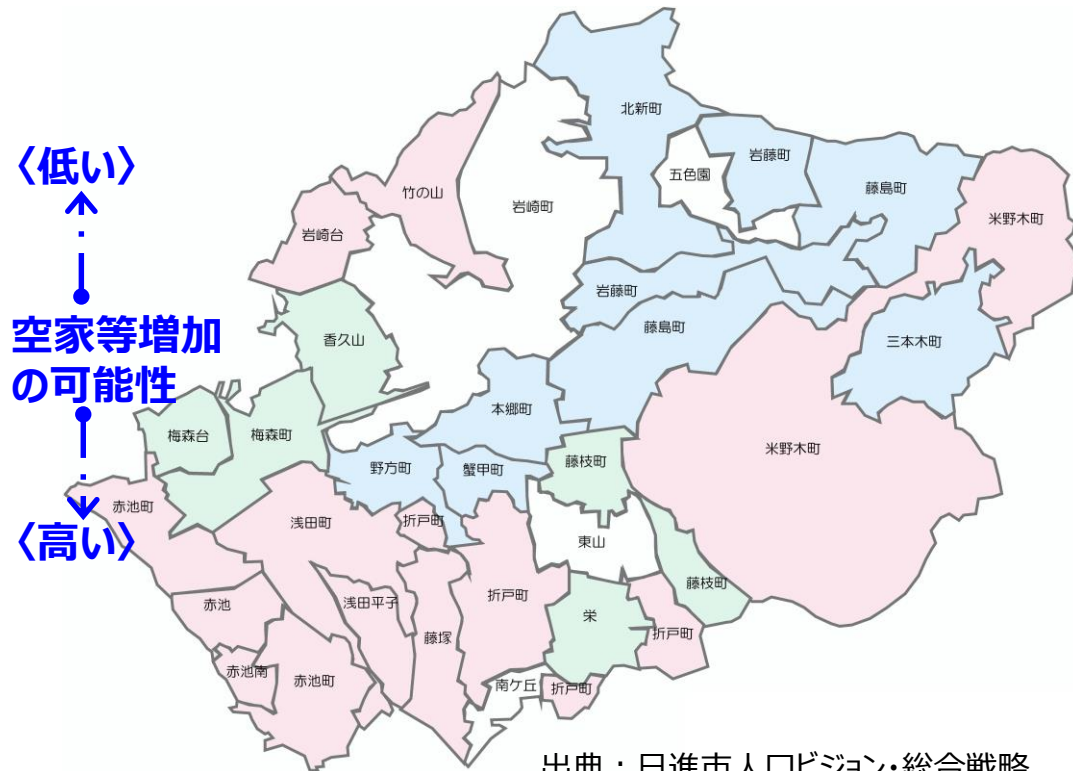 〈低い〉
空家等増加
の可能性
〈高い〉
北新町
岩藤町
五色園
藤島町
竹の山
岩崎町
米野木町
岩崎台
岩藤町
藤島町
三本木町
香久山
本郷町
梅森台
梅森町
米野木町
藤枝町
野方町
蟹甲町
赤池町
浅田町
折戸町
東山
藤枝町
赤池
浅田平子
折戸町
栄
折戸町
藤塚
赤池南
赤池町
南ケ丘
折戸町
出典：日進市人口ビジョン・総合戦略